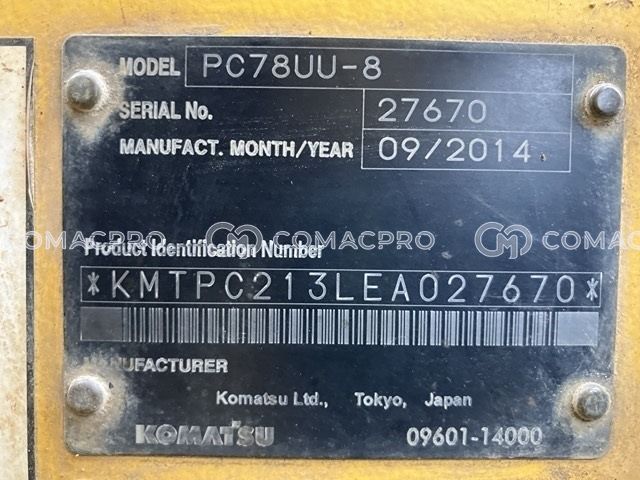 MODEL PC78UU-8
SERIAL No. 27670
MANUFACT. MONTH/YEAR 09/2014
COMACPRO COMACPRO COMACPRO
Product Identification Number
*KMTPC213LEA027670*
MANUFACTURER
Komatsu Ltd., Tokyo, Japan
KOMATSU 09601-14000